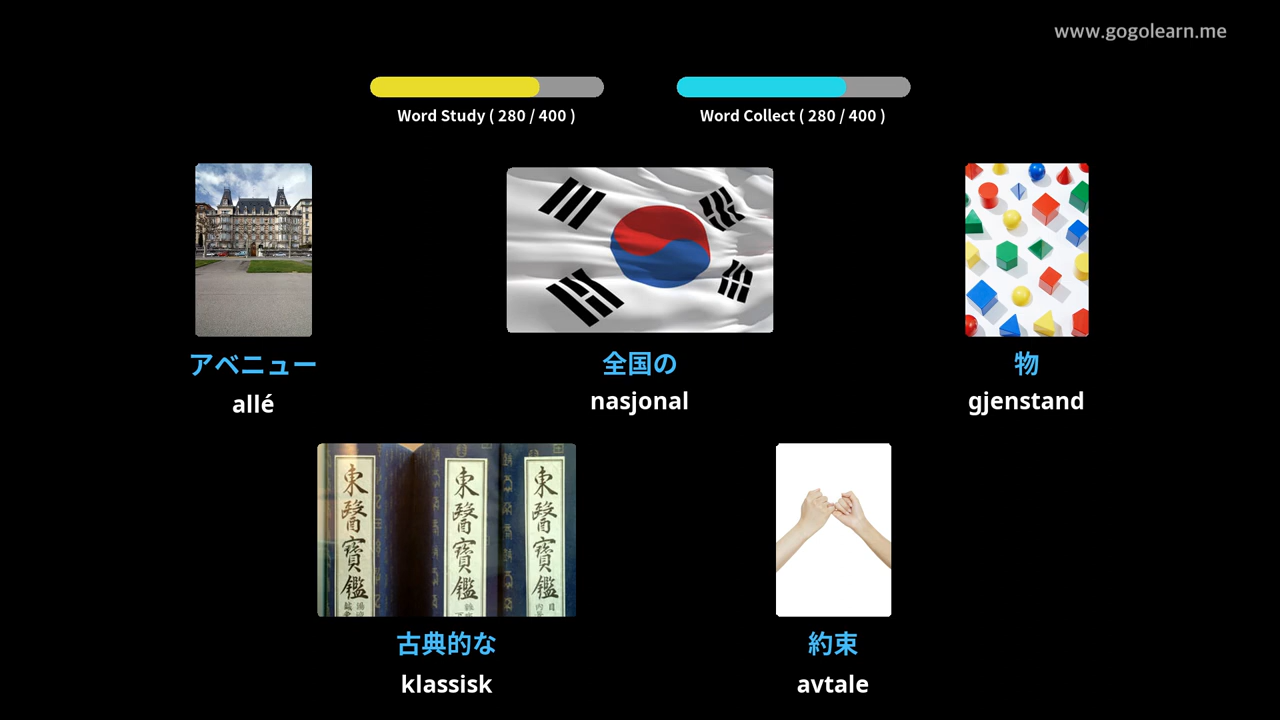 www.gogolearn.me
Word Study ( 280 / 400 )
Word Collect ( 280 / 400 )
アベニュー
全国の
物
allé
nasjonal
gjenstand
東醫寶鑑
東醫寶鑑
東醫寶鑑
古典的な
約束
klassisk
avtale